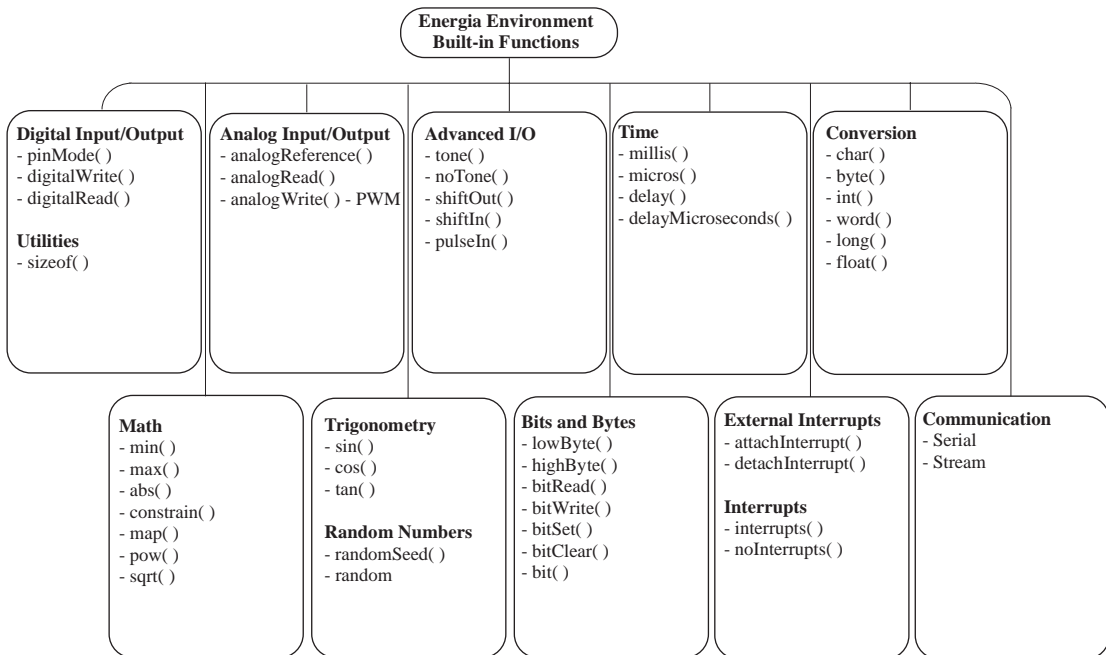 Energia Environment
Built-in Functions
Digital Input/Output
- pinMode( )
- digitalWrite( )
- digitalRead( )
Utilities
- sizeof( )
Analog Input/Output
- analogReference( )
- analogRead( )
- analogWrite( ) - PWM
Advanced I/O
- tone( )
- noTone( )
- shiftOut( )
- shiftIn( )
- pulseIn( )
Time
- millis( )
- micros( )
- delay( )
- delayMicroseconds( )
Conversion
- char( )
- byte( )
- int( )
- word( )
- long( )
- float( )
Math
- min( )
- max( )
- abs( )
- constrain( )
- map( )
- pow( )
- sqrt( )
Trigonometry
- sin( )
- cos( )
- tan( )
Random Numbers
- randomSeed( )
- random
Bits and Bytes
- lowByte( )
- highByte( )
- bitRead( )
- bitWrite( )
- bitSet( )
- bitClear( )
- bit( )
External Interrupts
- attachInterrupt( )
- detachInterrupt( )
Interrupts
- interrupts( )
- noInterrupts( )
Communication
- Serial
- Stream